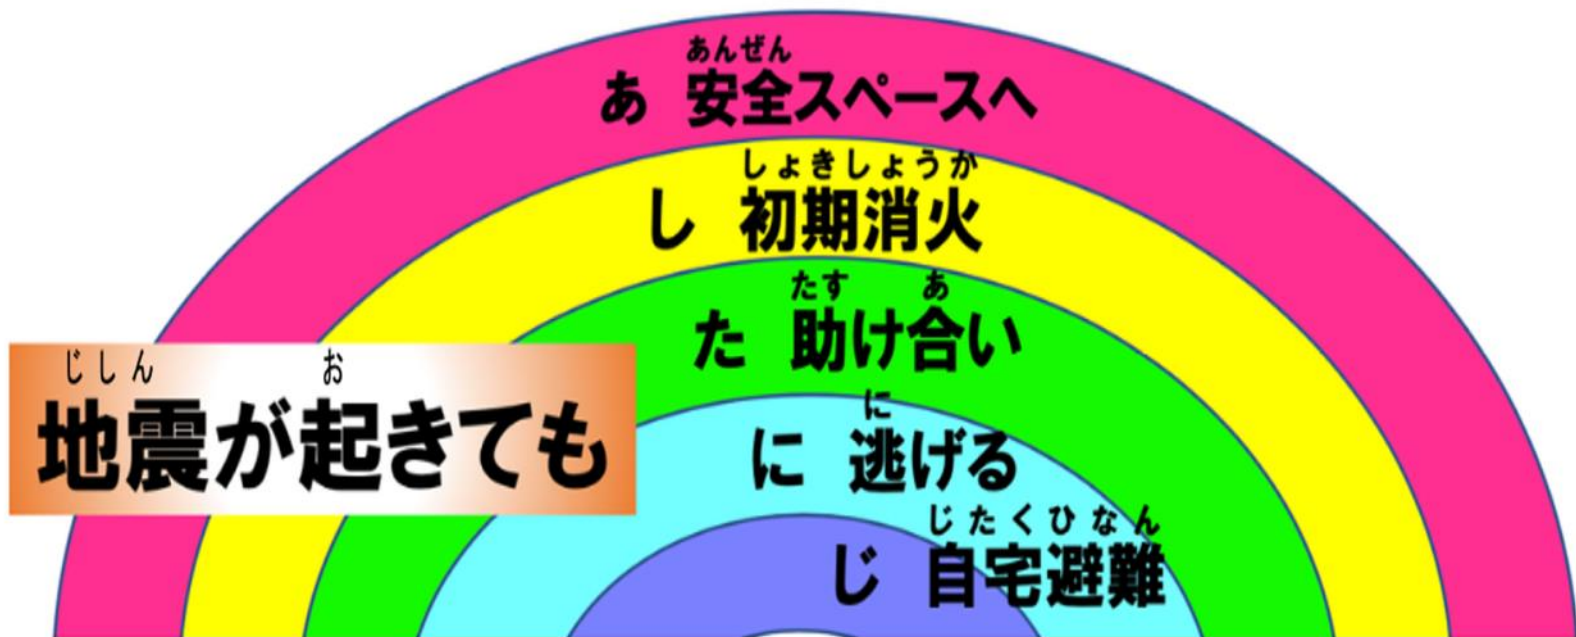 あんぜん
あ 安全スペースへ
しょきしょうか
し 初期消火
たす あ
た 助け合い
じしん お
地震が起きても
に
に 逃げる
じたくひなん
じ 自宅避難